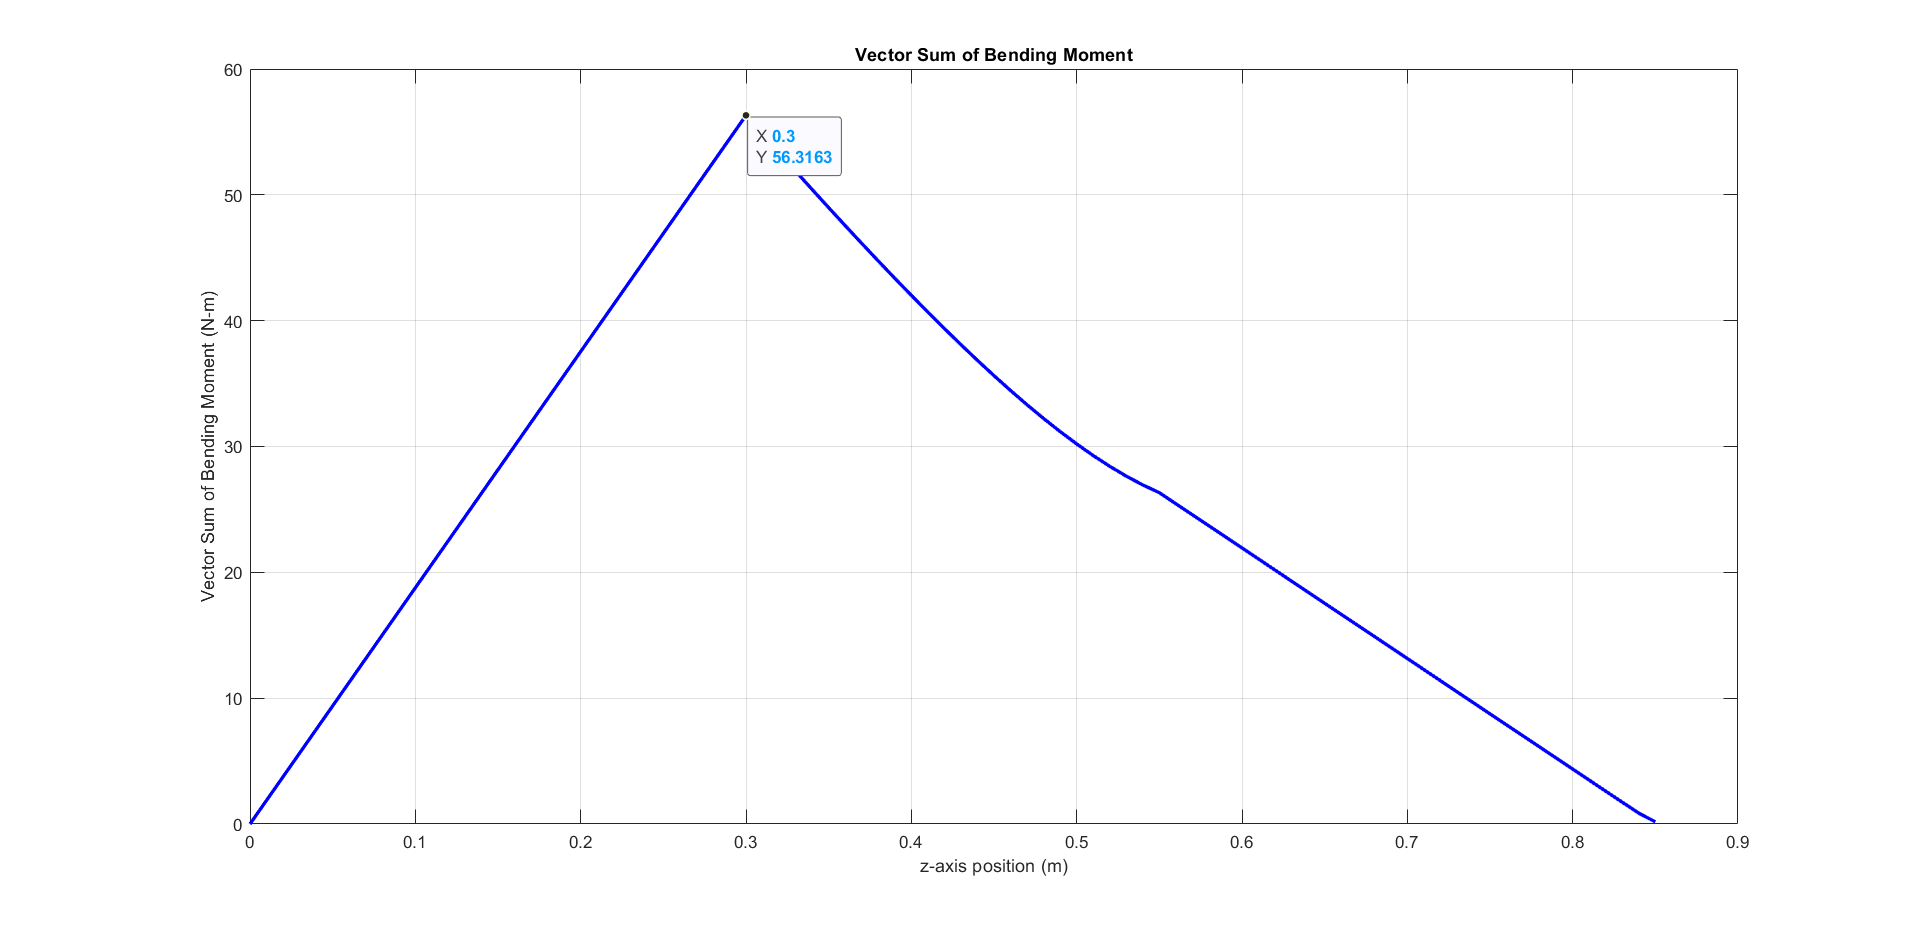 Vector Sum of Bending Moment
60
50
40
30
20
10
0
Vector Sum of Bending Moment (N-m)
X 0.3
Y 56.3163
0 0.1 0.2 0.3 0.4 0.5 0.6 0.7 0.8 0.9
z-axis position (m)